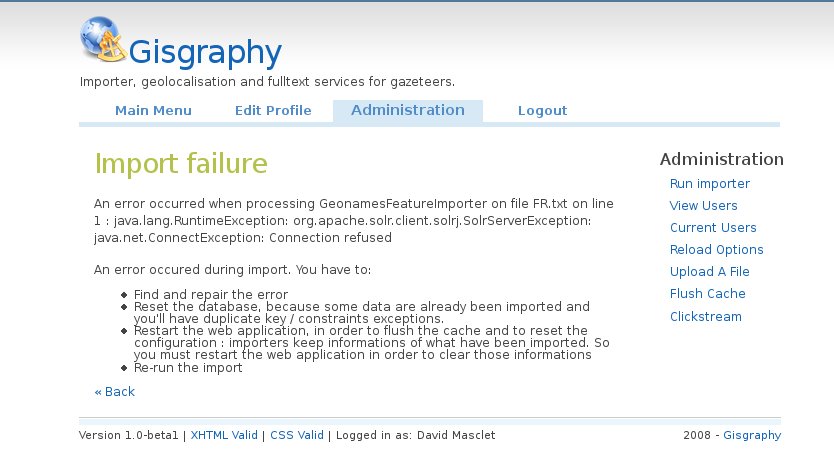 Gisgraphy
Importer, geolocalisation and fulltext services for gazeteers.
Main Menu Edit Profile Administration Logout
Import failure
An error occurred when processing GeonamesFeatureImporter on file FR.txt on line
1 : java.lang.RuntimeException: org.apache.solr.client.solrj.SolrServerException:
java.net.ConnectException: Connection refused
An error occured during import. You have to:
Find and repair the error
Reset the database, because some data are already been imported and
you'll have duplicate key / constraints exceptions.
Restart the web application, in order to flush the cache and to reset the
configuration : importers keep informations of what have been imported. So
you must restart the web application in order to clear those informations
Re-run the import
« Back
Administration
Run importer
View Users
Current Users
Reload Options
Upload A File
Flush Cache
Clickstream
Version 1.0-beta1 | XHTML Valid | CSS Valid | Logged in as: David Masclet
2008 - Gisgraphy